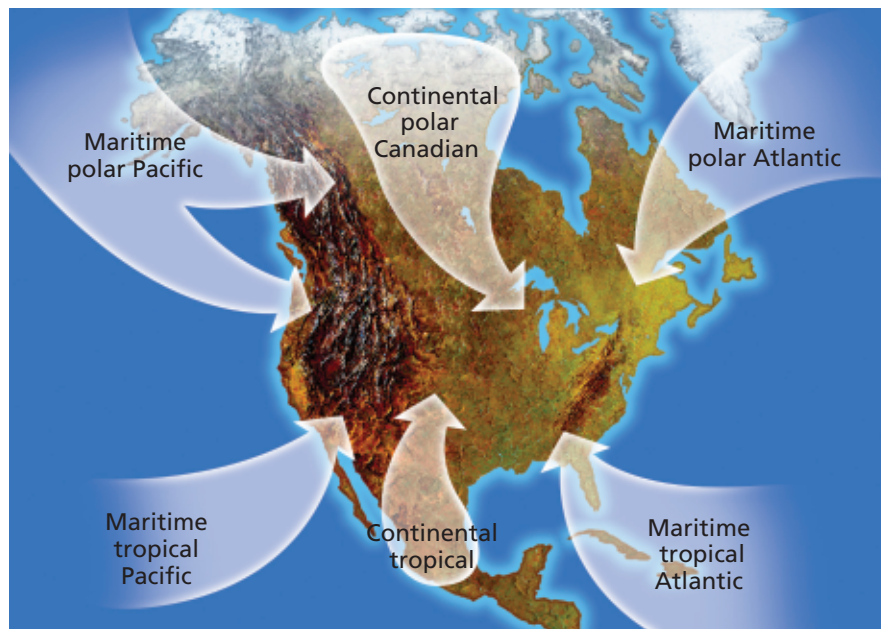 Continental
polar
Canadian
Maritime
polar Pacific
Maritime
polar Atlantic
Maritime
tropical
Pacific
Continental
tropical
Maritime
tropical
Atlantic